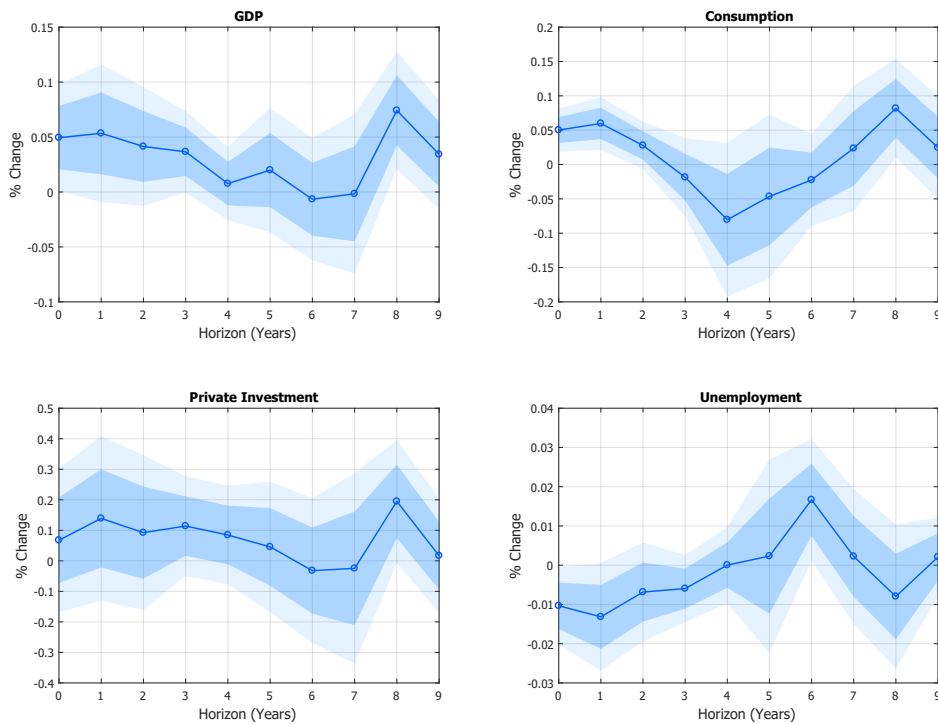 GDP
% Change
0.15
0.1
0.05
0
-0.05
-0.1
0 1 2 3 4 5 6 7 8 9
Horizon (Years)
Consumption
% Change
0.2
0.15
0.1
0.05
0
-0.05
-0.1
-0.15
-0.2
0 1 2 3 4 5 6 7 8 9
Horizon (Years)
Private Investment
% Change
0.5
0.4
0.3
0.2
0.1
0
-0.1
-0.2
-0.3
-0.4
0 1 2 3 4 5 6 7 8 9
Horizon (Years)
Unemployment
% Change
0.04
0.03
0.02
0.01
0
-0.01
-0.02
-0.03
0 1 2 3 4 5 6 7 8 9
Horizon (Years)